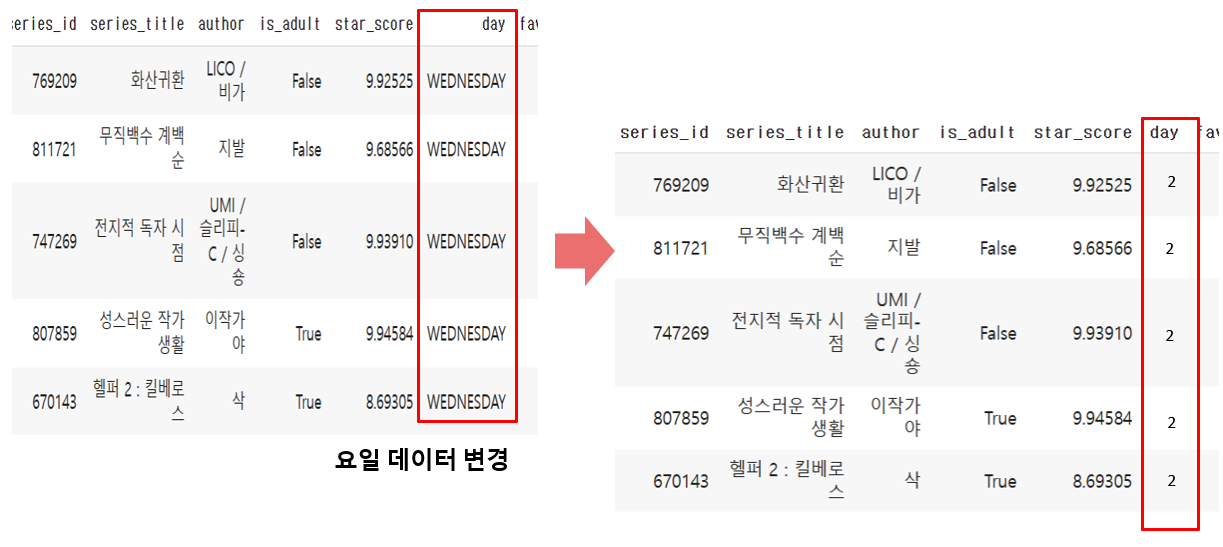 series_id series_title author is_adult star_score day fav
769209 화산귀환 LICO / 비가 False 9.92525 WEDNESDAY
811721 무직백수 계백순 지발 False 9.68566 WEDNESDAY
747269 전지적 독자 시점 UMI / 슬리피-C / 싱숑 False 9.93910 WEDNESDAY
807859 성스러운 작가 생활 이작가야 True 9.94584 WEDNESDAY
670143 헬퍼 2 : 킬베로스 삭 True 8.69305 WEDNESDAY
요일 데이터 변경
series_id series_title author is_adult star_score day fav
769209 화산귀환 LICO / 비가 False 9.92525 2
811721 무직백수 계백순 지발 False 9.68566 2
747269 전지적 독자 시점 UMI / 슬리피-C / 싱숑 False 9.93910 2
807859 성스러운 작가 생활 이작가야 True 9.94584 2
670143 헬퍼 2 : 킬베로스 삭 True 8.69305 2